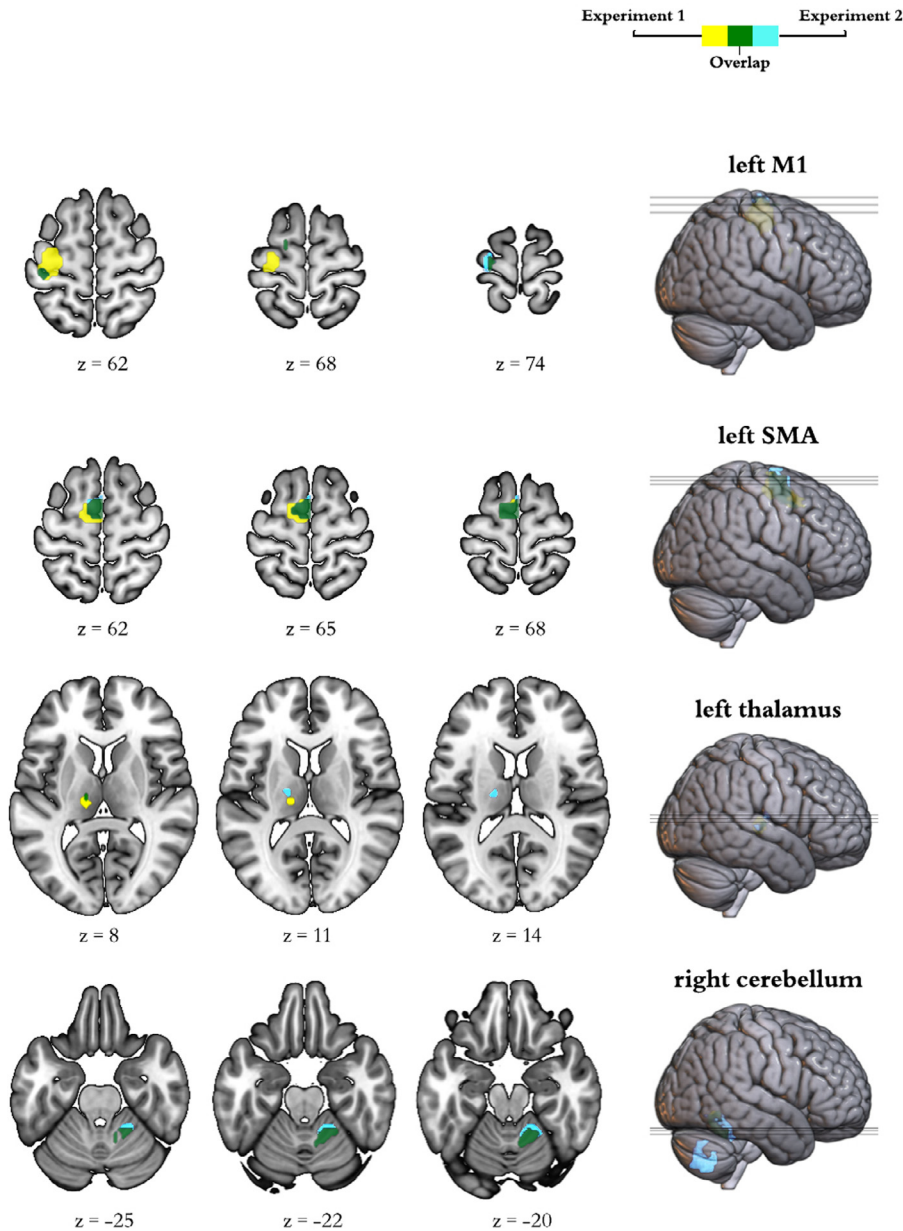 Experiment 1 Experiment 2
Overlap
left M1
z = 62 z = 68 z = 74
left SMA
z = 62 z = 65 z = 68
left thalamus
z = 8 z = 11 z = 14
right cerebellum
z = -25 z = -22 z = -20